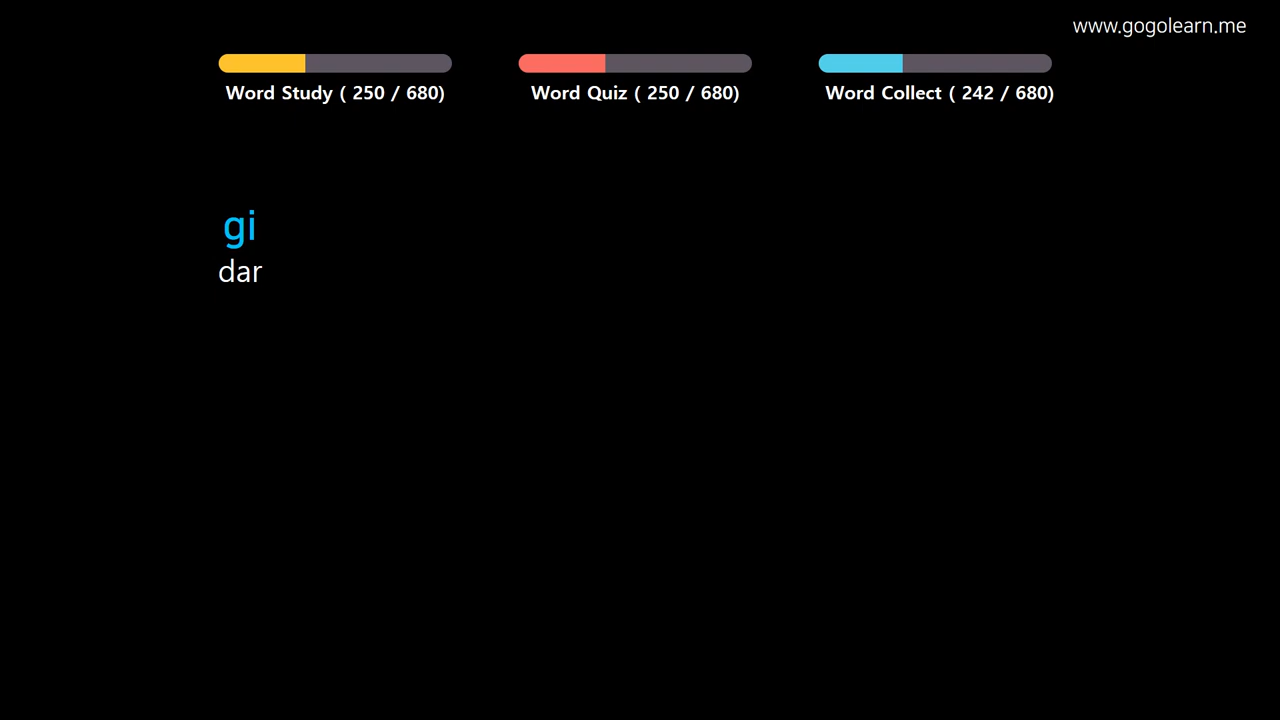 www.gogolearn.me
Word Study ( 250 / 680)
Word Quiz ( 250 / 680)
Word Collect ( 242 / 680)
gi
dar